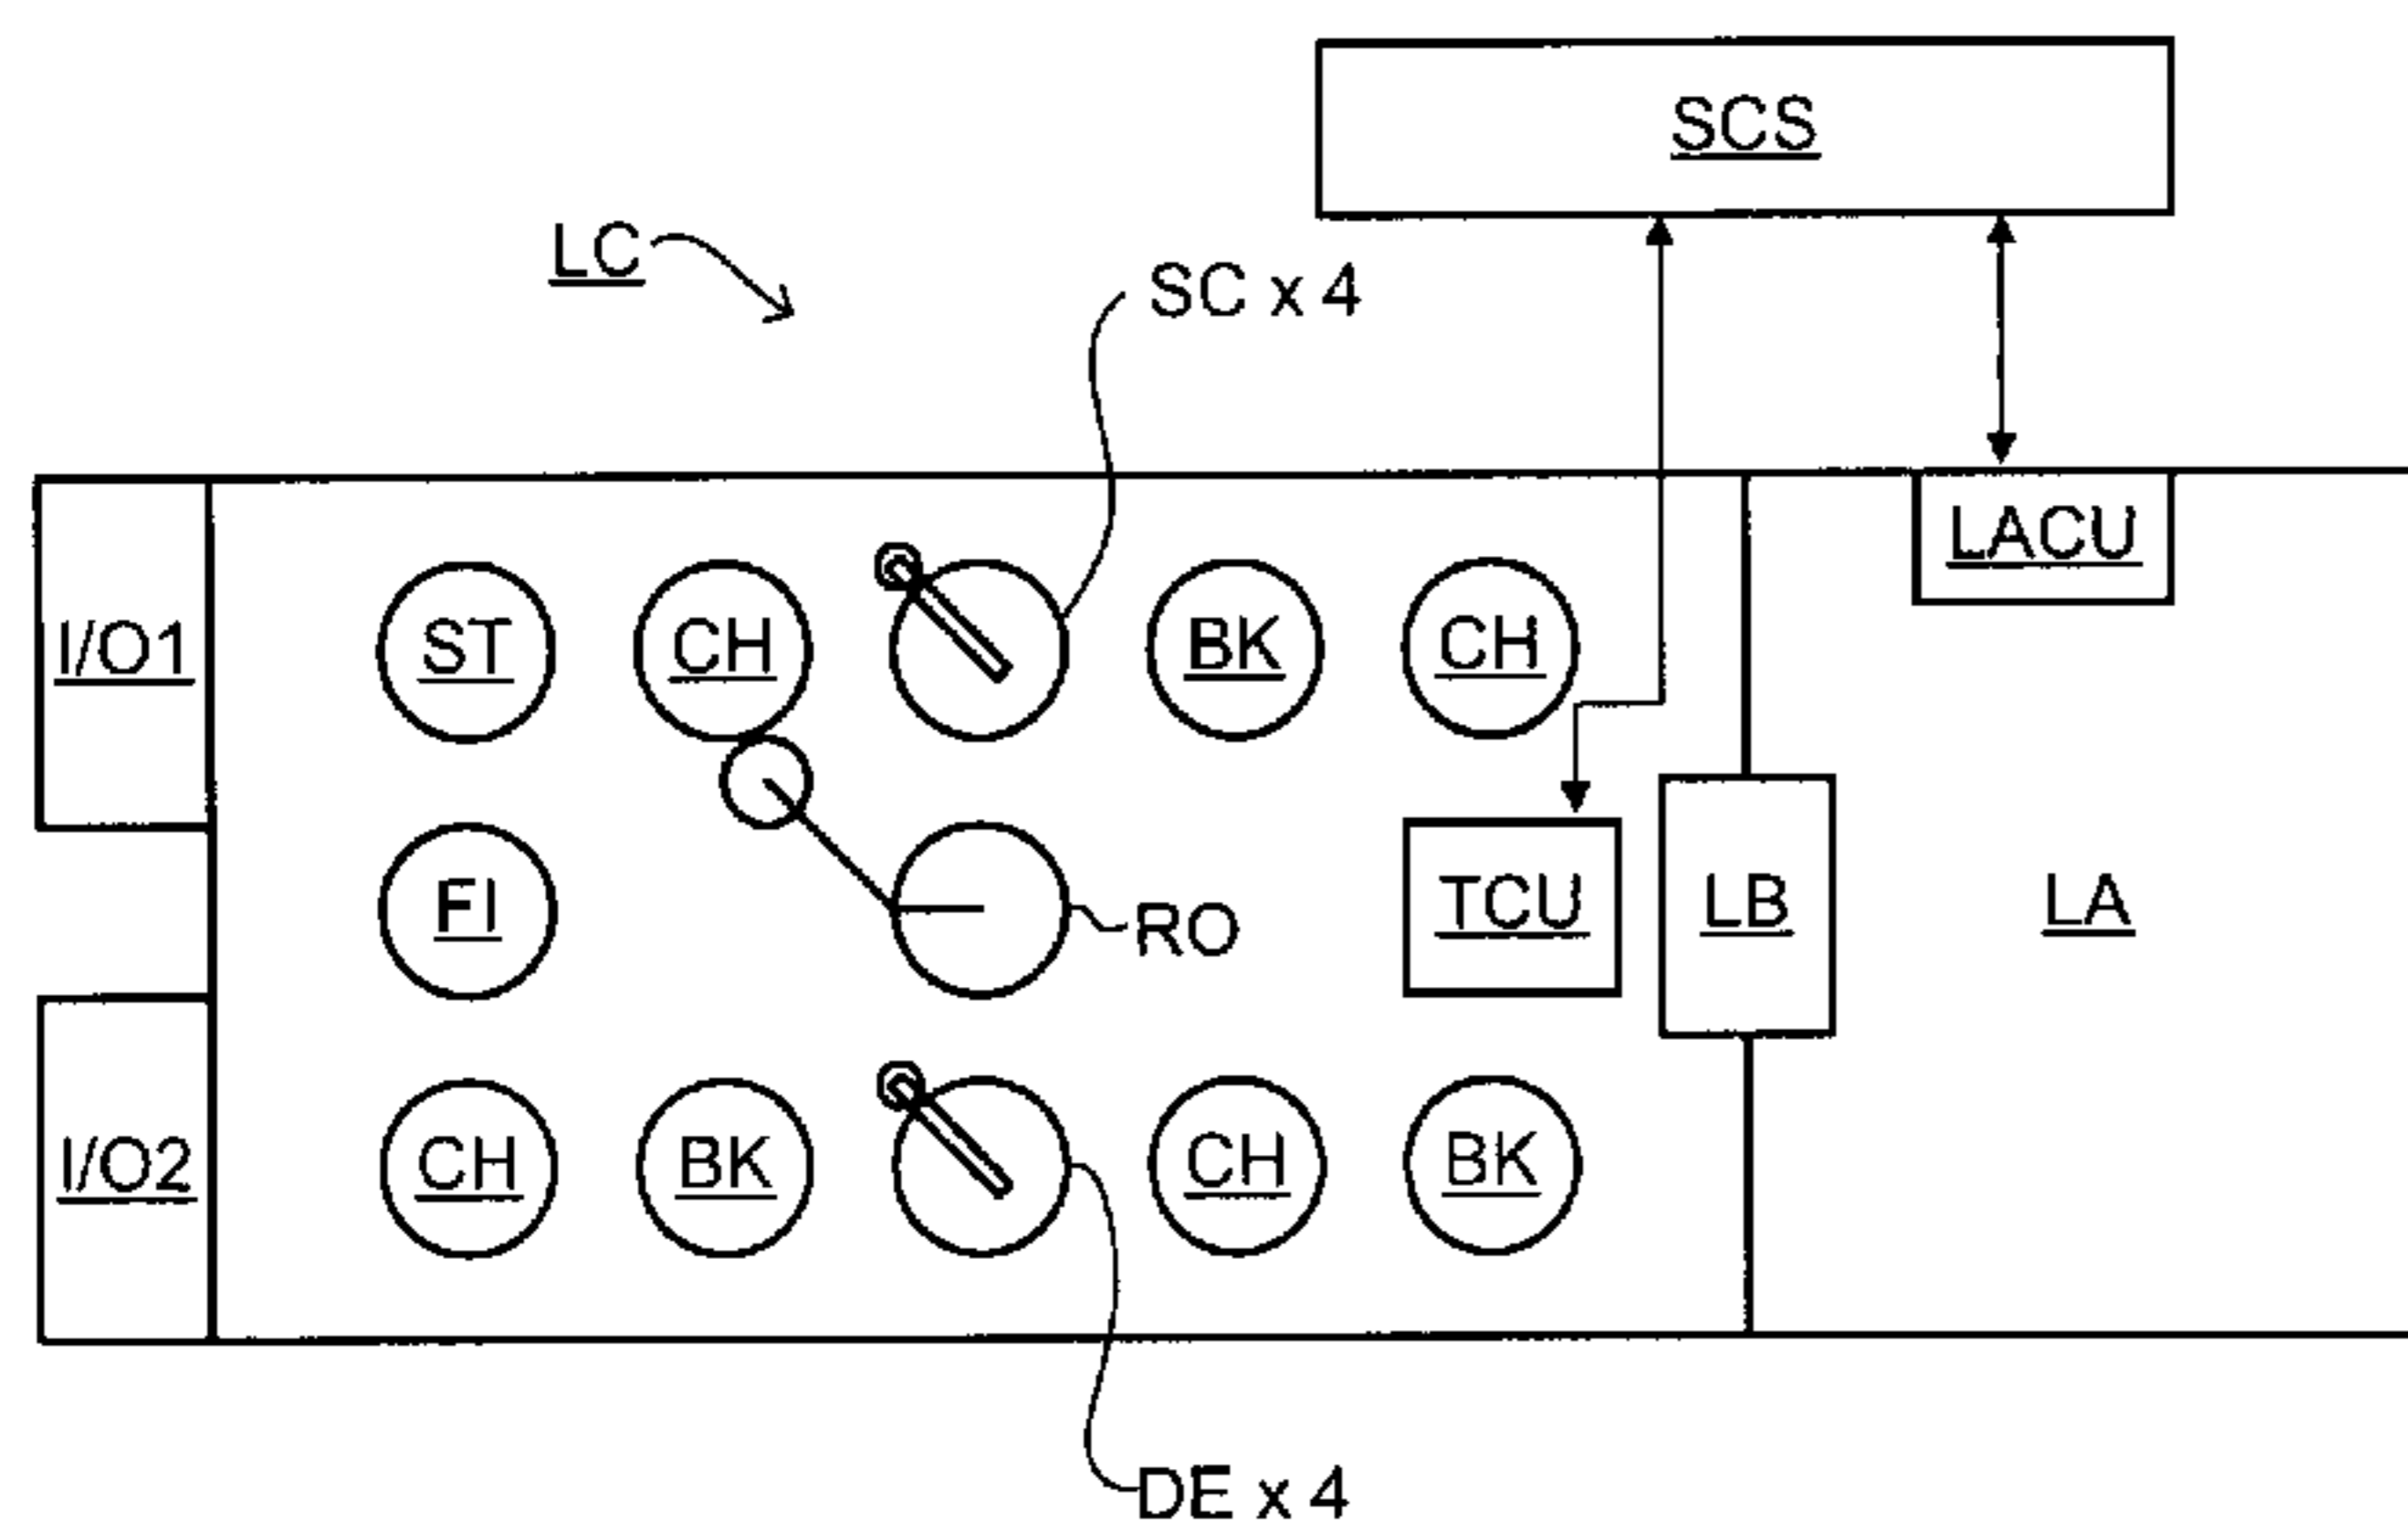 SCS
LC
SC x 4
LACU
I/O1
ST
CH
BK
CH
FI
RO
TCU
LB
LA
I/O2
CH
BK
CH
BK
DE x 4